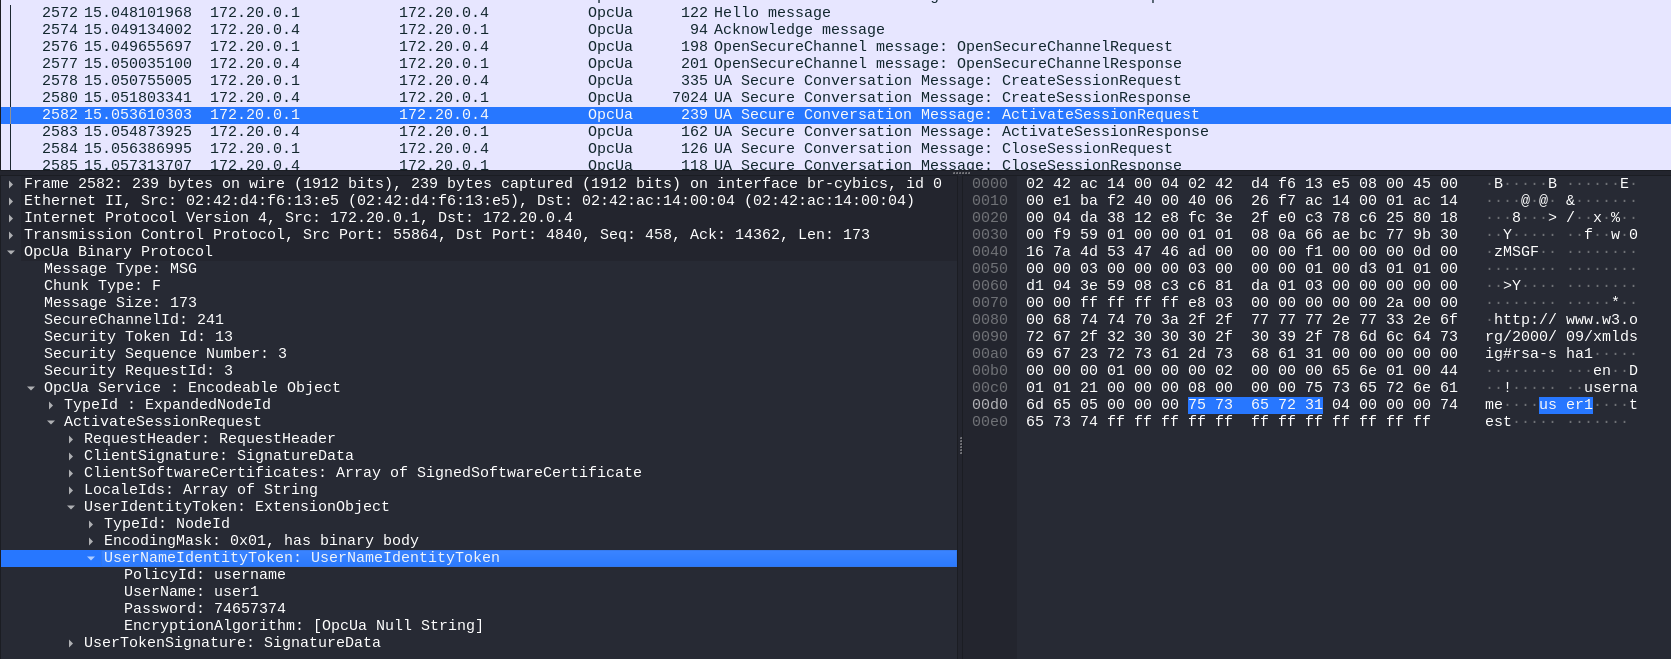 2572 15.048101968 172.20.0.1 172.20.0.4 OpcUa 122 Hello message
2574 15.049134002 172.20.0.4 172.20.0.1 OpcUa 94 Acknowledge message
2576 15.049655697 172.20.0.1 172.20.0.4 OpcUa 198 OpenSecureChannel message: OpenSecureChannelRequest
2577 15.050035100 172.20.0.4 172.20.0.1 OpcUa 201 OpenSecureChannel message: OpenSecureChannelResponse
2578 15.050755005 172.20.0.1 172.20.0.4 OpcUa 335 UA Secure Conversation Message: CreateSessionRequest
2580 15.051803341 172.20.0.4 172.20.0.1 OpcUa 7024 UA Secure Conversation Message: CreateSessionResponse
2582 15.053610303 172.20.0.1 172.20.0.4 OpcUa 239 UA Secure Conversation Message: ActivateSessionRequest
2583 15.054873925 172.20.0.4 172.20.0.1 OpcUa 162 UA Secure Conversation Message: ActivateSessionResponse
2584 15.056386995 172.20.0.1 172.20.0.4 OpcUa 126 UA Secure Conversation Message: CloseSessionRequest
2585 15.057313707 172.20.0.4 172.20.0.1 OpcUa 118 UA Secure Conversation Message: CloseSessionResponse
Frame 2582: 239 bytes on wire (1912 bits), 239 bytes captured (1912 bits) on interface br-cybics, id 0
Ethernet II, Src: 02:42:d4:f6:13:e5 (02:42:d4:f6:13:e5), Dst: 02:42:ac:14:00:04 (02:42:ac:14:00:04)
Internet Protocol Version 4, Src: 172.20.0.1, Dst: 172.20.0.4
Transmission Control Protocol, Src Port: 55864, Dst Port: 4840, Seq: 458, Ack: 14362, Len: 173
OpcUa Binary Protocol
Message Type: MSG
Chunk Type: F
Message Size: 173
SecureChannelId: 241
Security Token Id: 13
Security Sequence Number: 3
Security RequestId: 3
OpcUa Service : Encodeable Object
TypeId : ExpandedNodeId
ActivateSessionRequest
RequestHeader: RequestHeader
ClientSignature: SignatureData
ClientSoftwareCertificates: Array of SignedSoftwareCertificate
LocaleIds: Array of String
UserIdentityToken: ExtensionObject
TypeId: NodeId
EncodingMask: 0x01, has binary body
UserNameIdentityToken: UserNameIdentityToken
PolicyId: username
UserName: user1
Password: 74657374
EncryptionAlgorithm: [OpcUa Null String]
UserTokenSignature: SignatureData
0000 02 42 ac 14 00 04 02 42 d4 f6 13 e5 08 00 45 00 ·B·····B ······E·
0010 00 e1 ba f2 40 00 40 06 26 f7 ac 14 00 01 ac 14 ····@·@· &·······
0020 00 04 da 38 12 e8 fc 3e 2f e0 c3 78 c6 25 80 18 ···8···> /··x·%··
0030 00 f9 59 01 00 00 01 01 08 0a 66 ae bc 77 9b 30 ··Y····· ··f··w·0
0040 16 7a 4d 53 47 46 ad 00 00 00 f1 00 00 00 0d 00 ·zMSGF·· ········
0050 00 00 03 00 00 00 03 00 00 00 01 00 d3 01 01 00 ········ ········
0060 d1 04 3e 59 08 c3 c6 81 da 01 03 00 00 00 00 00 ··>Y···· ········
0070 00 00 ff ff ff ff e8 03 00 00 00 00 00 2a 00 00 ········ ·····*··
0080 00 68 74 74 70 3a 2f 2f 77 77 77 2e 77 33 2e 6f ·http:// www.w3.o
0090 72 67 2f 32 30 30 30 2f 30 39 2f 78 6d 6c 64 73 rg/2000/ 09/xmlds
00a0 69 67 23 72 73 61 2d 73 68 61 31 00 00 00 00 00 ig#rsa-s ha1·····
00b0 00 00 00 01 00 00 00 02 00 00 00 65 6e 01 00 44 ········ ···en··D
00c0 01 01 21 00 00 00 08 00 00 00 75 73 65 72 6e 61 ··!····· ··userna
00d0 6d 65 05 00 00 00 75 73 65 72 31 04 00 00 00 74 me····us er1····t
00e0 65 73 74 ff ff ff ff ff ff ff ff ff ff ff ff est····· ·······